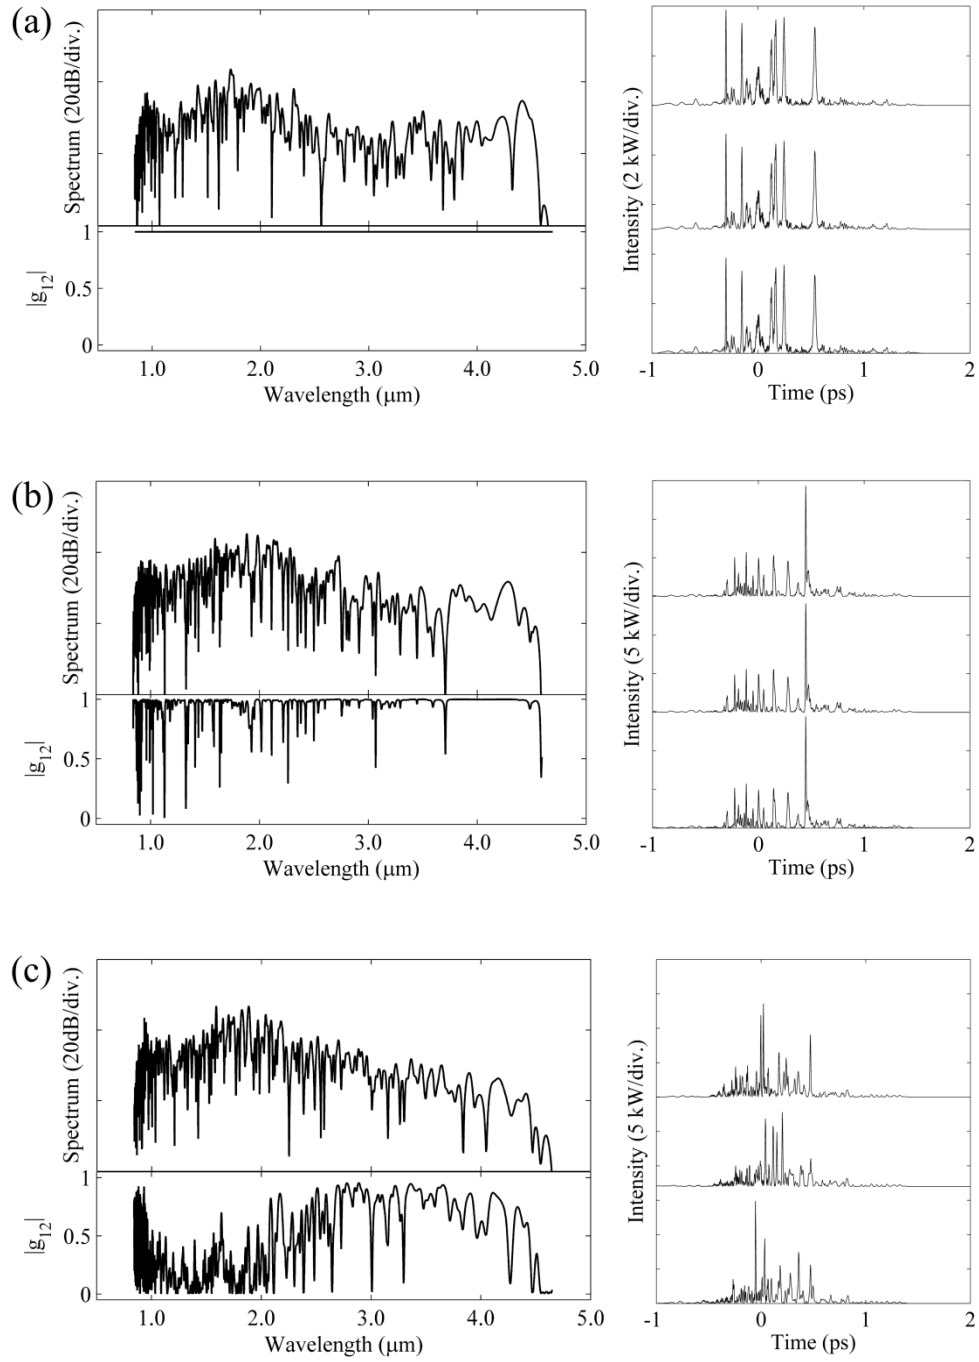 (a)
Spectrum (20dB/div.)
|g12|
1
0.5
0
1.0 2.0 3.0 4.0 5.0
Wavelength (μm)
Intensity (2 kW/div.)
-1 0 1 2
Time (ps)
(b)
Spectrum (20dB/div.)
|g12|
1
0.5
0
1.0 2.0 3.0 4.0 5.0
Wavelength (μm)
Intensity (5 kW/div.)
-1 0 1 2
Time (ps)
(c)
Spectrum (20dB/div.)
|g12|
1
0.5
0
1.0 2.0 3.0 4.0 5.0
Wavelength (μm)
Intensity (5 kW/div.)
-1 0 1 2
Time (ps)